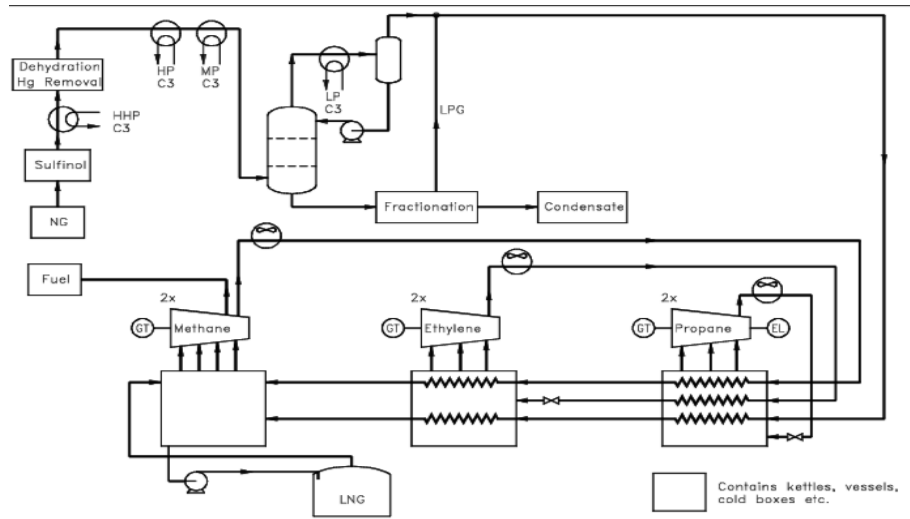 Dehydration
Hg Removal
HP
C3
MP
C3
LP
C3
HHP
C3
LPG
Sulfinol
NG
Fractionation
Condensate
Fuel
2x
GT
Methane
2x
GT
Ethylene
2x
GT
Propane
EL
LNG
Contains kettles, vessels,
cold boxes etc.